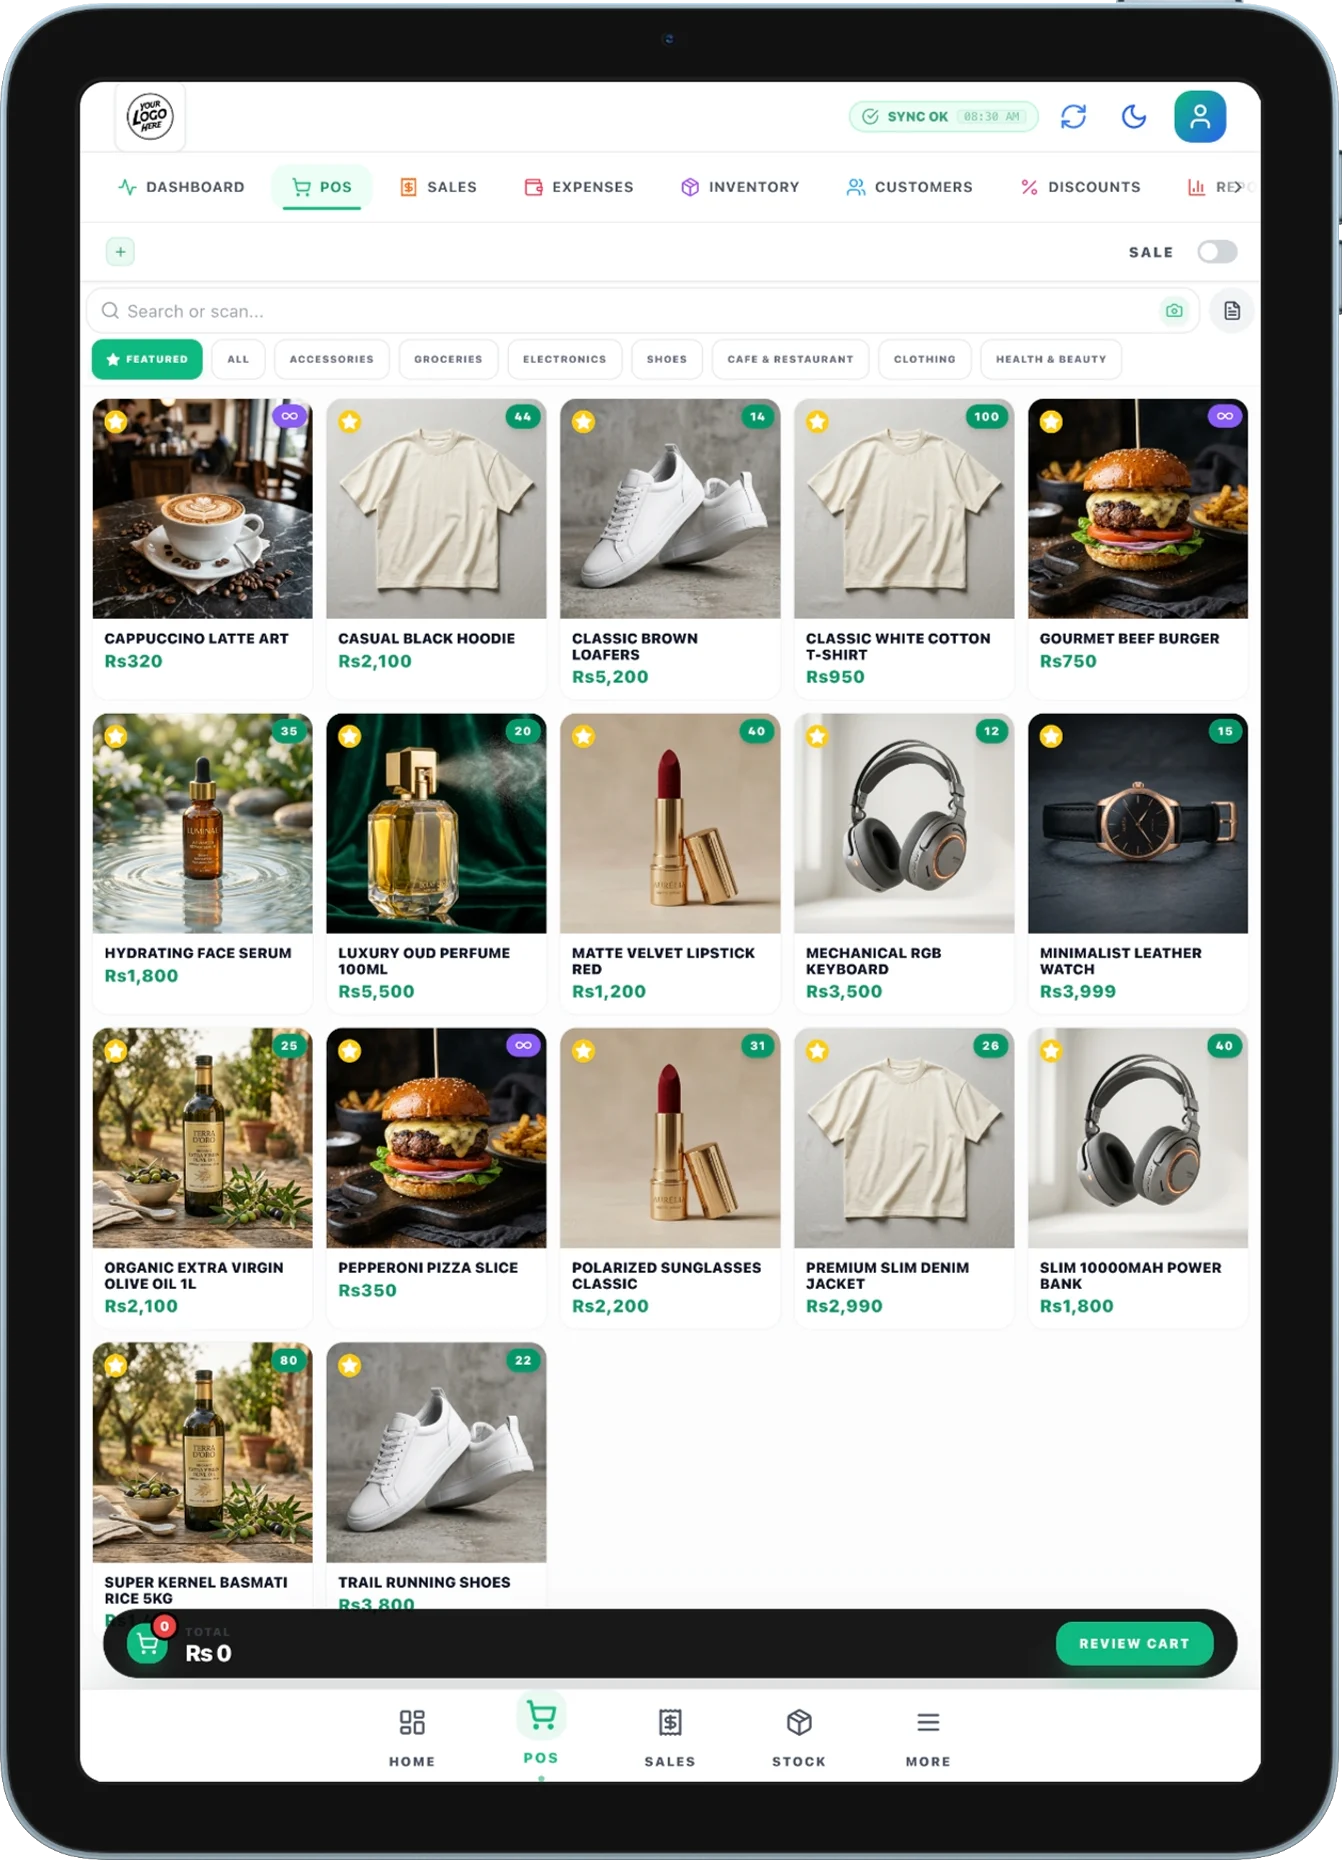 YOUR
LOGO
HERE
SYNC OK 08:30 AM
DASHBOARD POS SALES EXPENSES INVENTORY CUSTOMERS DISCOUNTS
SALE
Search or scan...
FEATURED ALL ACCESSORIES GROCERIES ELECTRONICS SHOES CAFE & RESTAURANT CLOTHING HEALTH & BEAUTY
∞ 44 14 100 ∞
CAPPUCCINO LATTE ART
Rs320
CASUAL BLACK HOODIE
Rs2,100
CLASSIC BROWN
LOAFERS
Rs5,200
CLASSIC WHITE COTTON
T-SHIRT
Rs950
GOURMET BEEF BURGER
Rs750
35 20 40 12 15
LUMINAE
HYDRATING FACE SERUM
Rs1,800
LUXURY OUD PERFUME
100ML
Rs5,500
MATTE VELVET LIPSTICK
RED
Rs1,200
MECHANICAL RGB
KEYBOARD
Rs3,500
MINIMALIST LEATHER
WATCH
Rs3,999
25 ∞ 31 26 40
TERRA
D'ORO
ORGANIC EXTRA VIRGIN
OLIVE OIL 1L
Rs2,100
PEPPERONI PIZZA SLICE
Rs350
POLARIZED SUNGLASSES
CLASSIC
Rs2,200
PREMIUM SLIM DENIM
JACKET
Rs2,990
SLIM 10000MAH POWER
BANK
Rs1,800
80 22
TERRA
D'ORO
SUPER KERNEL BASMATI
RICE 5KG
TRAIL RUNNING SHOES
Rs3,800
0
TOTAL
Rs 0
REVIEW CART
HOME POS SALES STOCK MORE